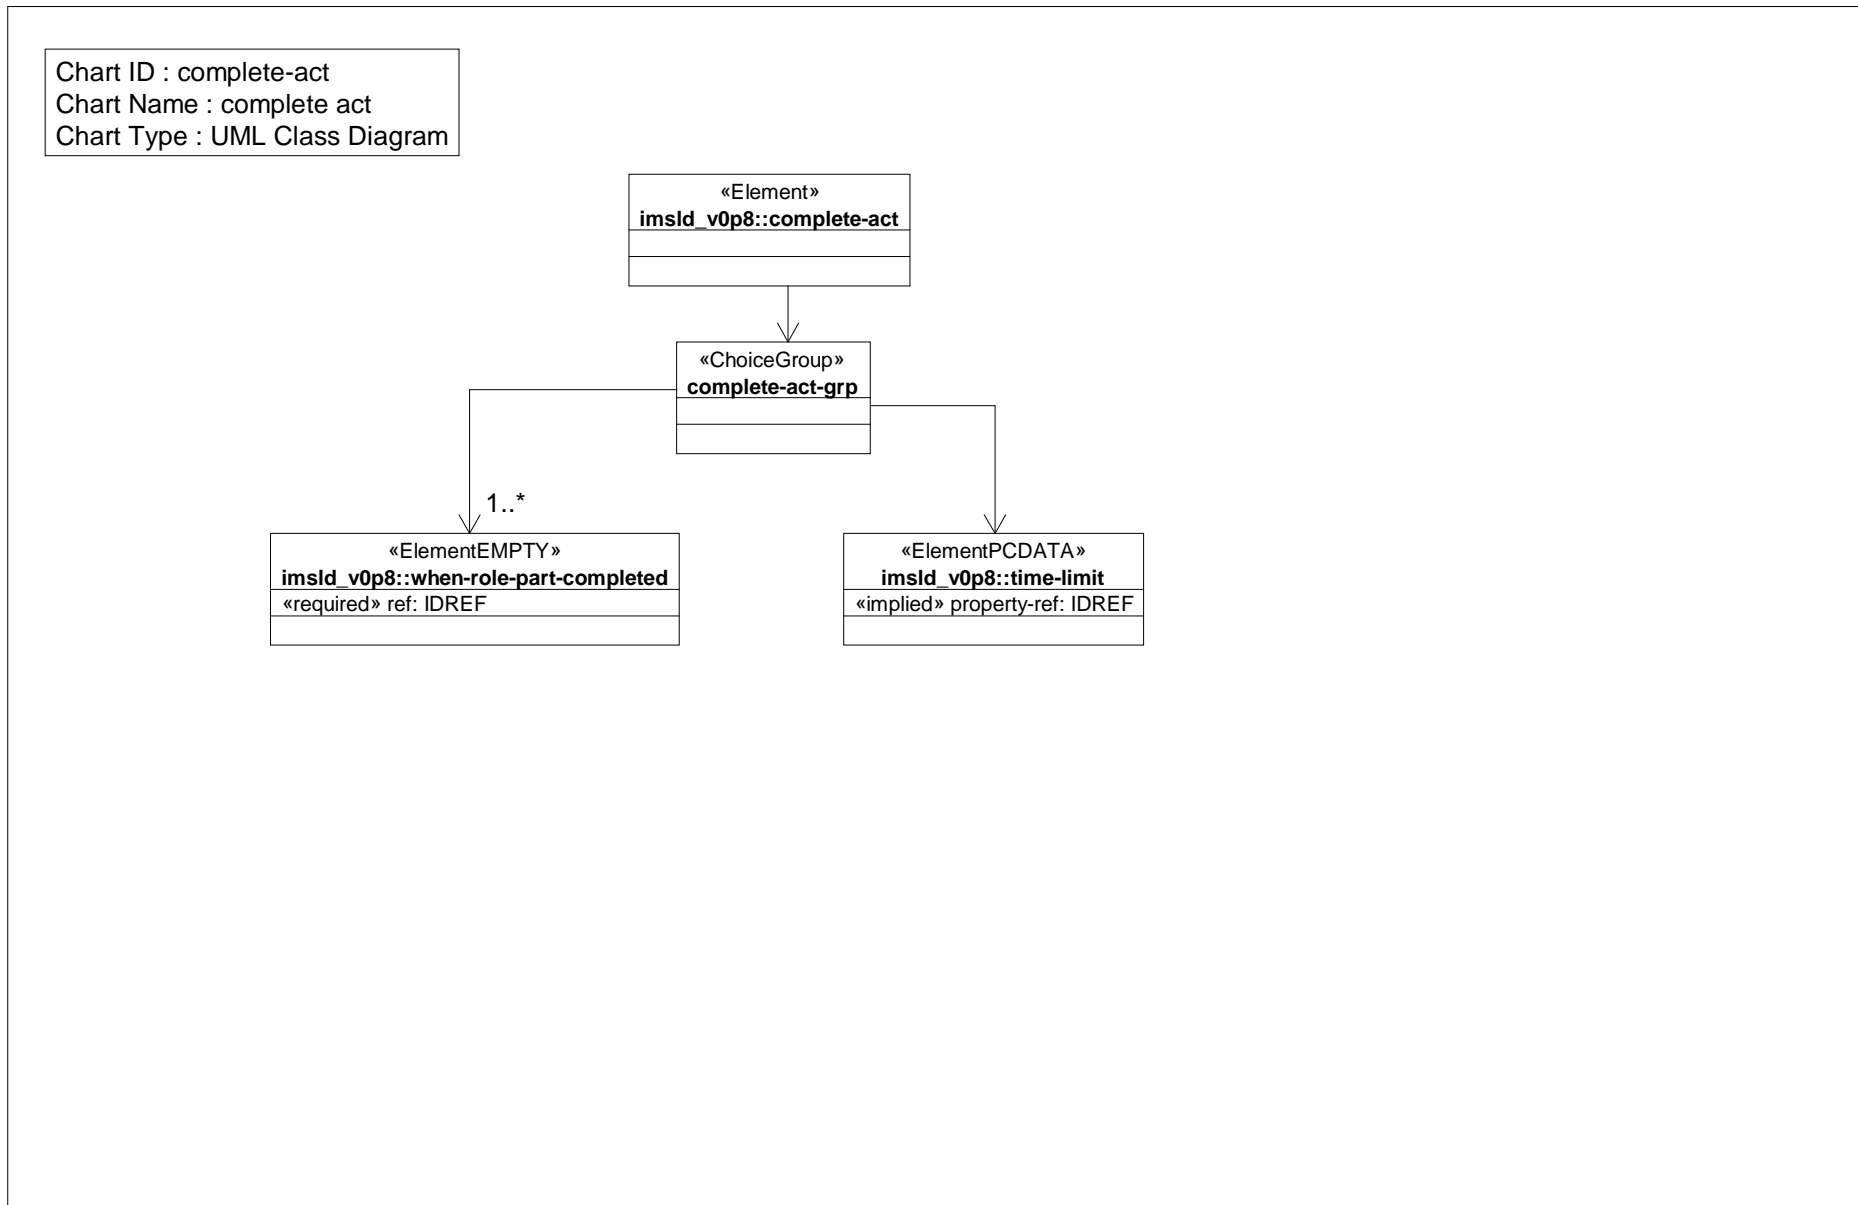 Chart ID : complete-act
Chart Name : complete act
Chart Type : UML Class Diagram
«Element»
imsld_v0p8::complete-act
«ChoiceGroup»
complete-act-grp
1..*
«ElementEMPTY»
imsld_v0p8::when-role-part-completed
«required» ref: IDREF
«ElementPCDATA»
imsld_v0p8::time-limit
«implied» property-ref: IDREF